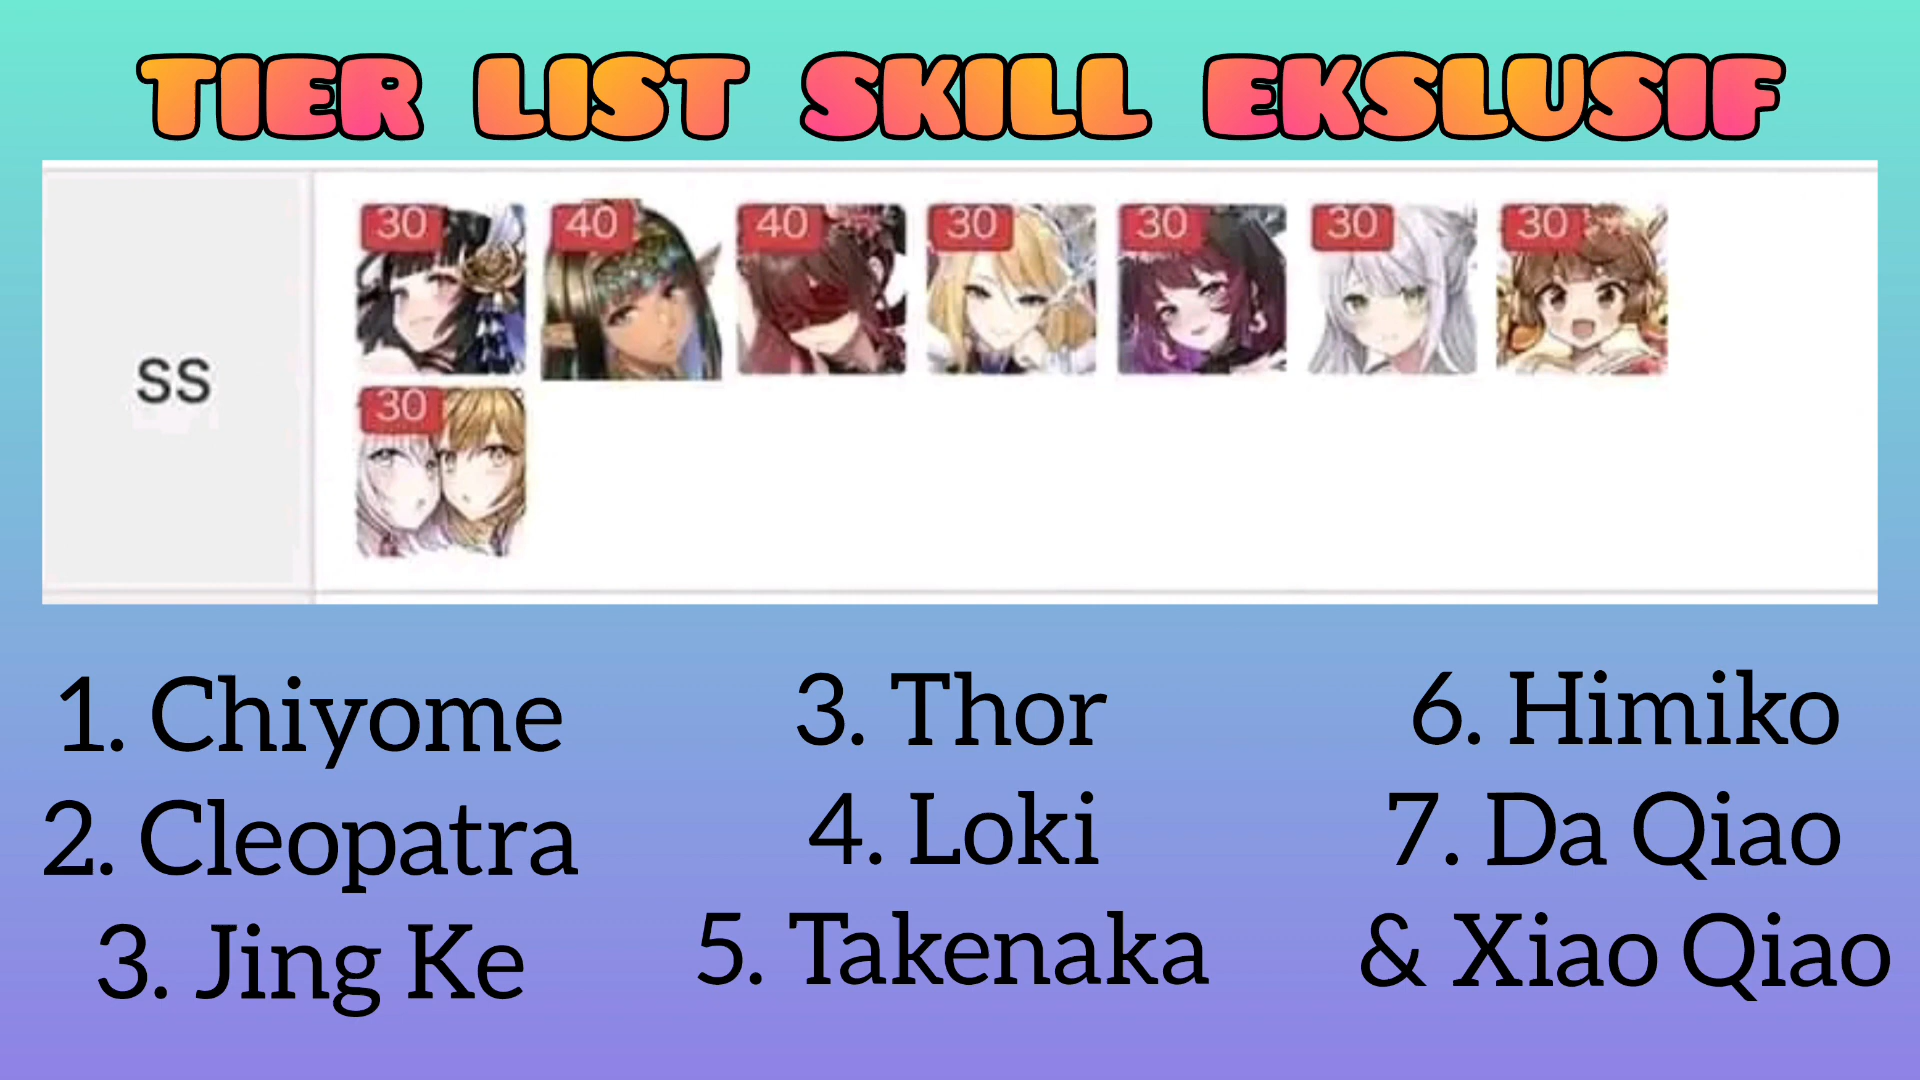 TIER LIST SKILL EKSLUSIF
SS
30
40
40
30
30
30
30
30
1. Chiyome
2. Cleopatra
3. Jing Ke
3. Thor
4. Loki
5. Takenaka
6. Himiko
7. Da Qiao
& Xiao Qiao